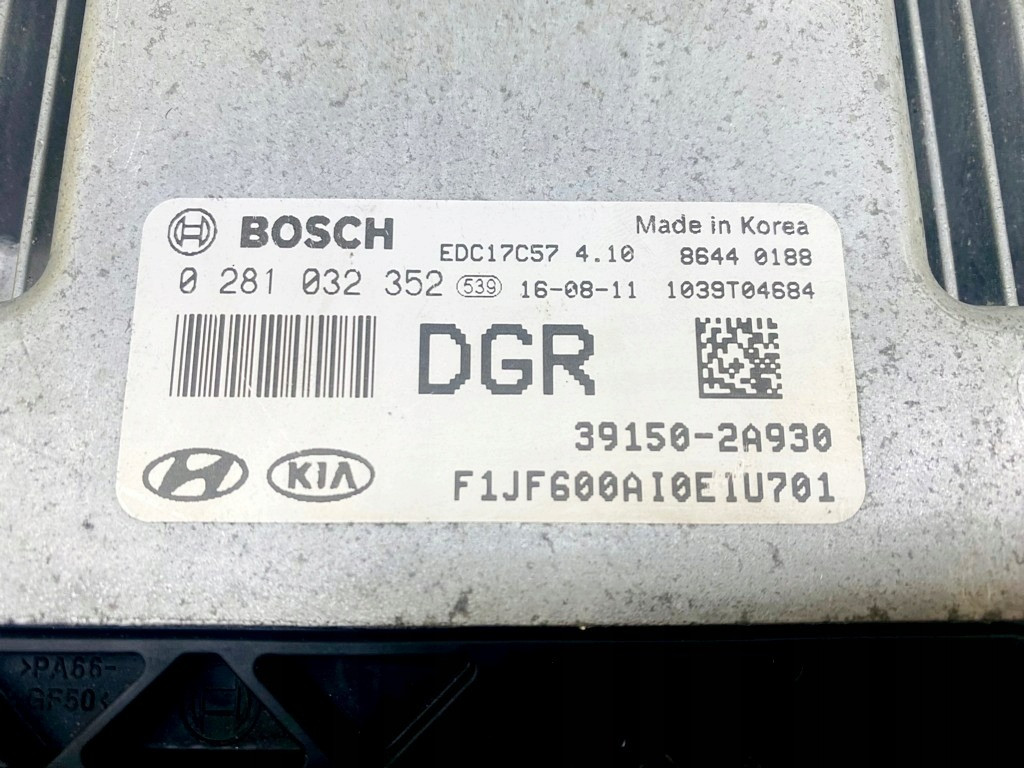 BOSCH
Made in Korea
EDC17C57 4.10 8644 0188
0 281 032 352 539 16-08-11 1039T04684
DGR
39150-2A930
KIA
F1JF600AI0E1U701
>PA66-
GF50<